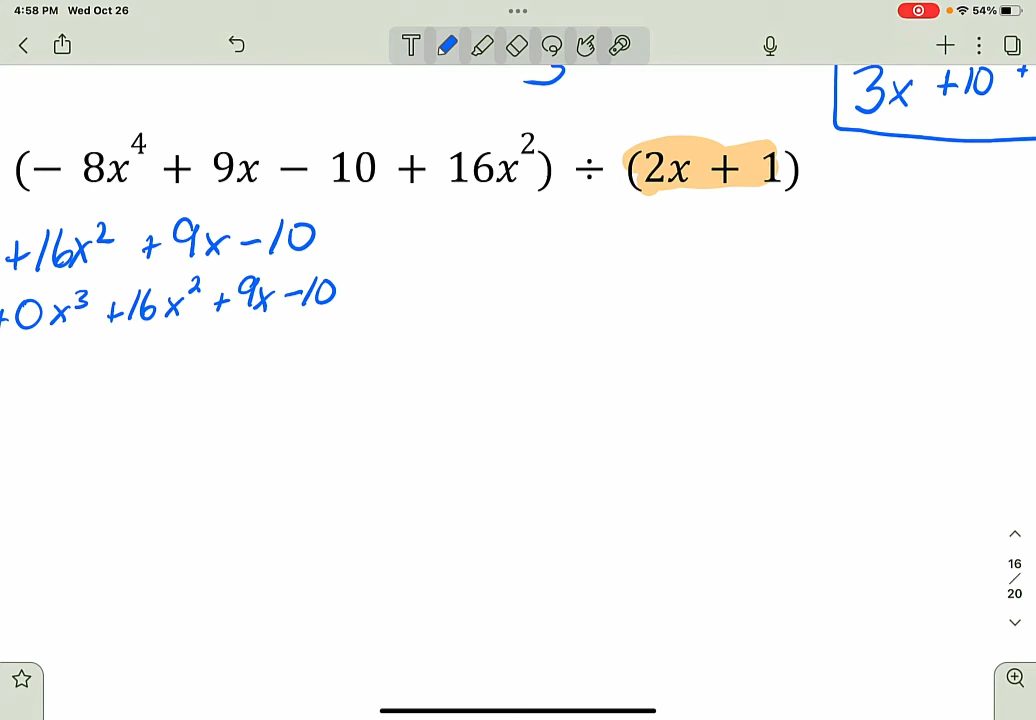 4:58 PM Wed Oct 26
54%
T
3x +10 +
(− 8x⁴ + 9x − 10 + 16x²) ÷ (2x + 1)
+16x² +9x −10
+0x³ +16x² +9x −10
16
/
20